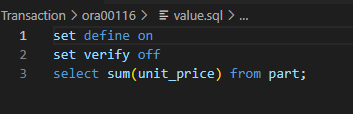 Transaction > ora00116 > value.sql > ...
1 set define on
2 set verify off
3 select sum(unit_price) from part;